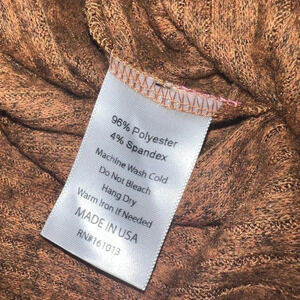 96% Polyester
4% Spandex
Machine Wash Cold
Do Not Bleach
Hang Dry
Warm Iron If Needed
MADE IN USA
RN#161013